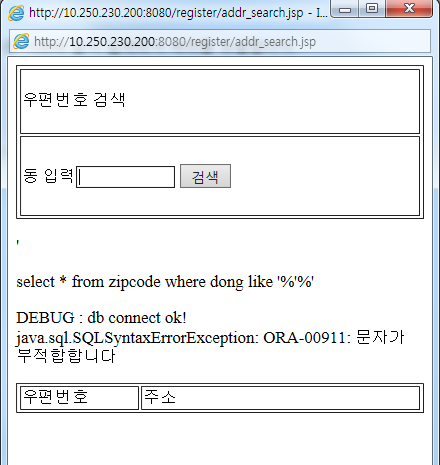 http://10.250.230.200:8080/register/addr_search.jsp - I...
http://10.250.230.200:8080/register/addr_search.jsp
우편번호 검색
동 입력 검색
'
select * from zipcode where dong like '%'%'
DEBUG : db connect ok!
java.sql.SQLSyntaxErrorException: ORA-00911: 문자가
부적합합니다
우편번호 주소